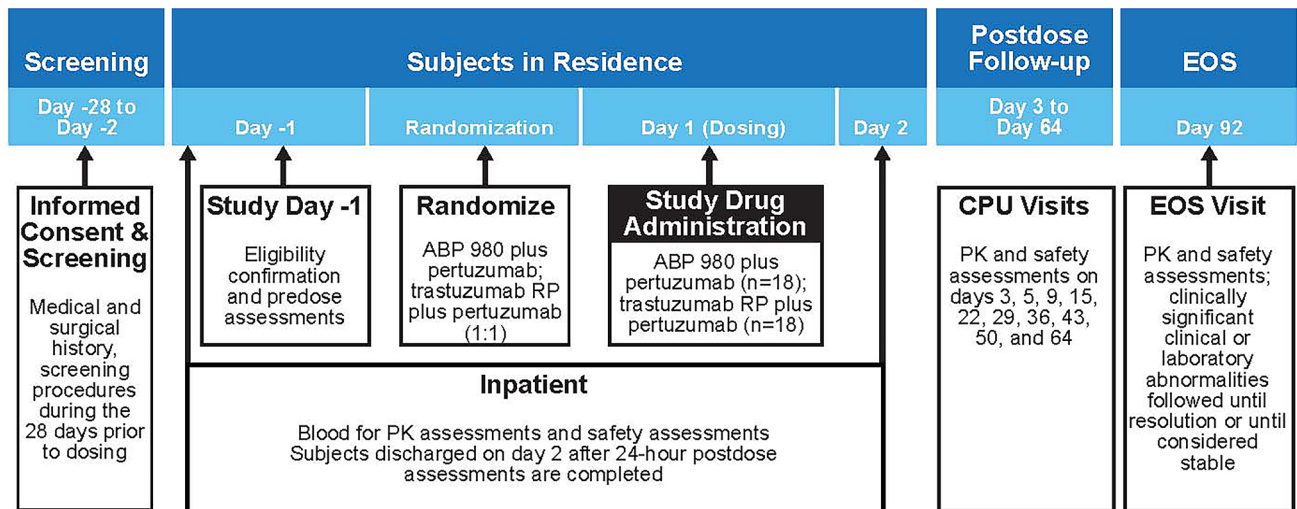 Screening
Subjects in Residence
Postdose
Follow-up
EOS
Day -28 to
Day -2
Day -1
Randomization
Day 1 (Dosing)
Day 2
Day 3 to
Day 64
Day 92
Informed
Consent &
Screening
Medical and
surgical
history,
screening
procedures
during the
28 days prior
to dosing
Study Day -1
Eligibility
confirmation
and predose
assessments
Randomize
ABP 980 plus
pertuzumab;
trastuzumab RP
plus pertuzumab
(1:1)
Study Drug
Administration
ABP 980 plus
pertuzumab (n=18);
trastuzumab RP plus
pertuzumab (n=18)
Inpatient
Blood for PK assessments and safety assessments
Subjects discharged on day 2 after 24-hour postdose
assessments are completed
CPU Visits
PK and safety
assessments on
days 3, 5, 9, 15,
22, 29, 36, 43,
50, and 64
EOS Visit
PK and safety
assessments;
clinically
significant
clinical or
laboratory
abnormalities
followed until
resolution or until
considered
stable